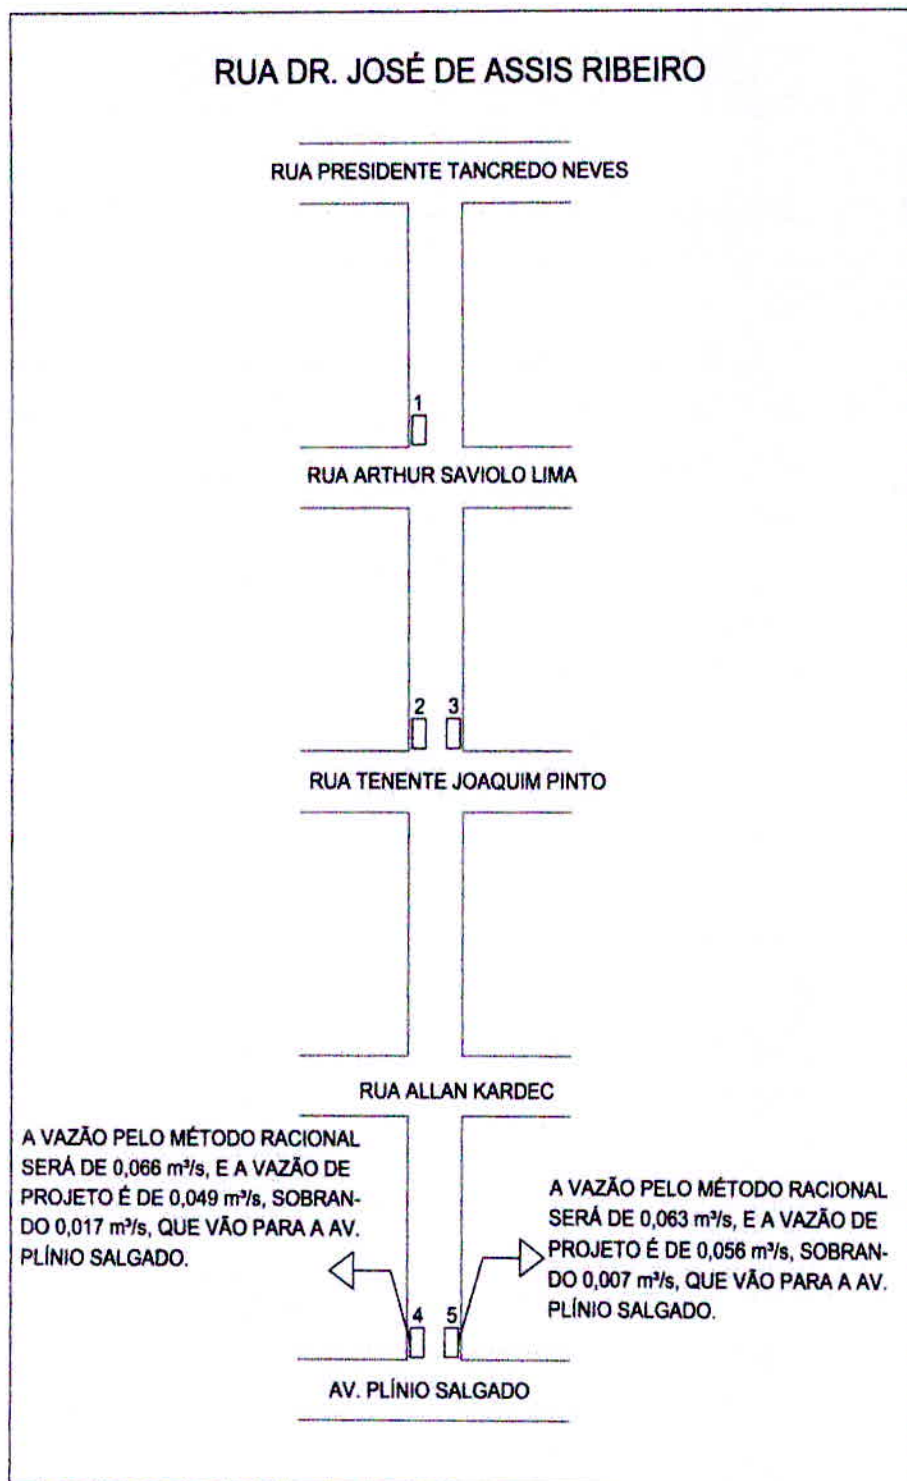 RUA DR. JOSÉ DE ASSIS RIBEIRO
RUA PRESIDENTE TANCREDO NEVES
1
RUA ARTHUR SAVIOLO LIMA
2 3
RUA TENENTE JOAQUIM PINTO
RUA ALLAN KARDEC
A VAZÃO PELO MÉTODO RACIONAL
SERÁ DE 0,066 m³/s, E A VAZÃO DE
PROJETO É DE 0,049 m³/s, SOBRAN-
DO 0,017 m³/s, QUE VÃO PARA A AV.
PLÍNIO SALGADO.
A VAZÃO PELO MÉTODO RACIONAL
SERÁ DE 0,063 m³/s, E A VAZÃO DE
PROJETO É DE 0,056 m³/s, SOBRAN-
DO 0,007 m³/s, QUE VÃO PARA A AV.
PLÍNIO SALGADO.
4 5
AV. PLÍNIO SALGADO